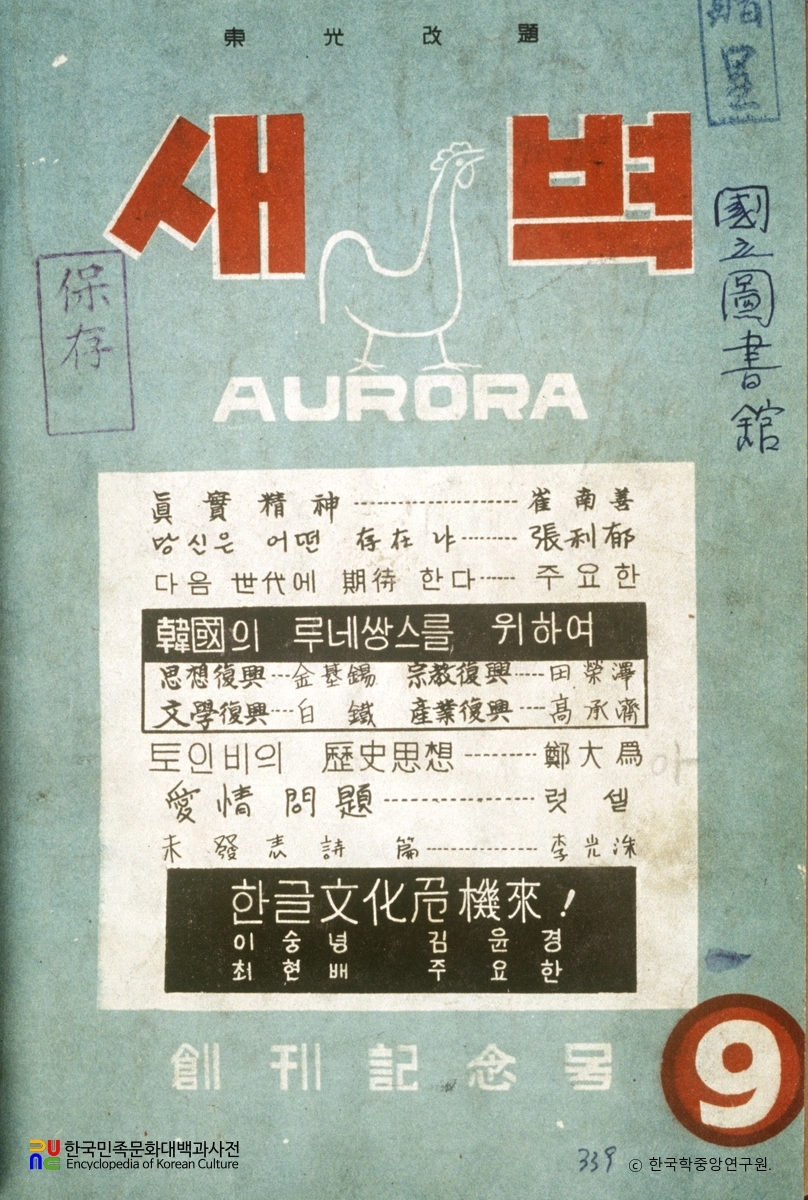 東光改題
贈呈
새벽
國立圖書館
保存
AURORA
眞實精神 崔南善
당신은 어떤 存在냐 張利郁
다음 世代에 期待 한다 주요한
韓國의 루네쌍스를 위하여
思想復興 金基錫 宗敎復興 田榮澤
文學復興 白鐵 産業復興 高承濟
토인비의 歷史思想 鄭大爲
愛情問題 럿셀
未發表詩篇 李光洙
한글文化危機來!
이숭녕 김윤경
최현배 주요한
創刊記念号
9
339
한국민족문화대백과사전
Encyclopedia of Korean Culture
ⓒ 한국학중앙연구원.